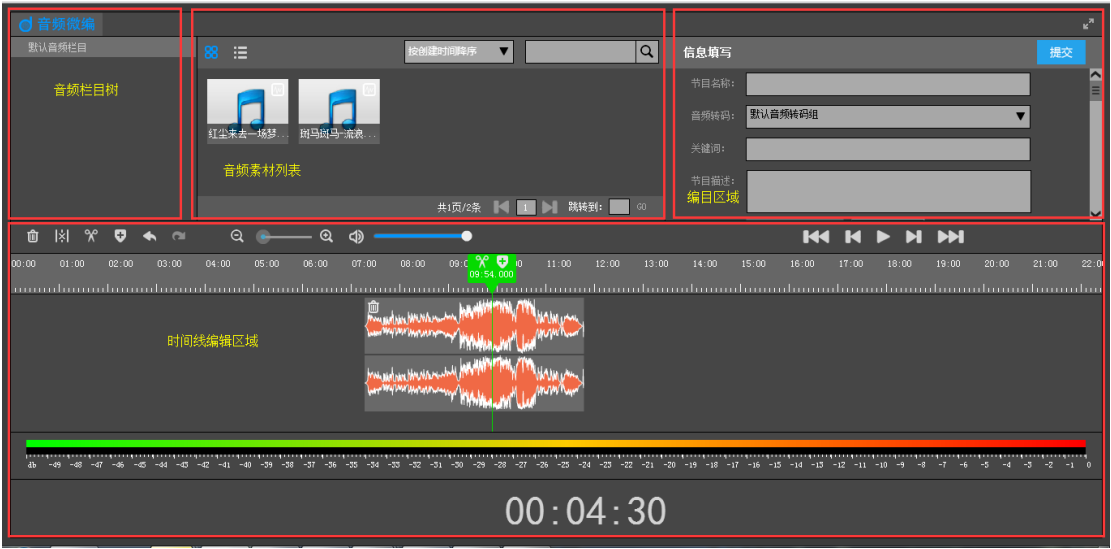 音频微编
默认音频栏目
音频栏目树
按创建时间降序
红尘来去一场梦...
斑马斑马-流浪...
音频素材列表
共1页/2条 1 跳转到: GO
信息填写 提交
节目名称:
音频转码: 默认音频转码组
关键词:
节目描述:
编目区域
00:00 01:00 02:00 03:00 04:00 05:00 06:00 07:00 08:00 11:00 12:00 13:00 14:00 15:00 16:00 17:00 18:00 19:00 20:00 21:00 22:0
09:54.000
时间线编辑区域
db -49 -48 -47 -46 -45 -44 -43 -42 -41 -40 -39 -38 -37 -36 -35 -34 -33 -32 -31 -30 -29 -28 -27 -26 -25 -24 -23 -22 -21 -20 -19 -18 -17 -16 -15 -14 -13 -12 -11 -10 -9 -8 -7 -6 -5 -4 -3 -2 -1 0
00:04:30